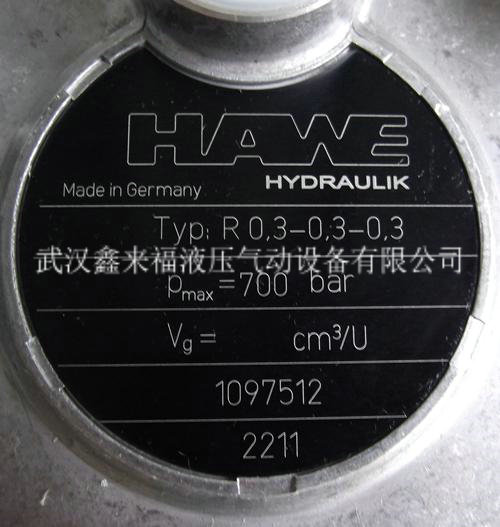 HAWE
HYDRAULIK
Made in Germany
Typ: R 0,3-0,3-0,3
武汉鑫来福液压气动设备有限公司
pmax=700 bar
Vg= cm³/U
1097512
2211